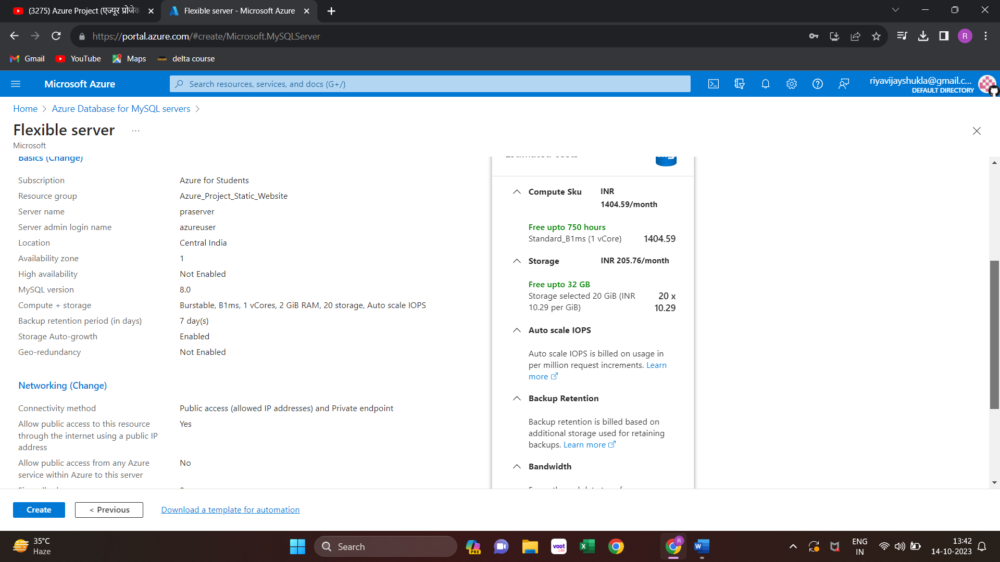 (3275) Azure Project (एज्यूर प्रोजेक
Flexible server - Microsoft Azure
https://portal.azure.com/#create/Microsoft.MySQLServer
R
Gmail
YouTube
Maps
delta course
Microsoft Azure
Search resources, services, and docs (G+/)
riyavijayshukla@gmail.c...
DEFAULT DIRECTORY
Home > Azure Database for MySQL servers >
Flexible server ...
Microsoft
Basics (Change)
Subscription
Azure for Students
Resource group
Azure_Project_Static_Website
Server name
praserver
Server admin login name
azureuser
Location
Central India
Availability zone
1
High availability
Not Enabled
MySQL version
8.0
Compute + storage
Burstable, B1ms, 1 vCores, 2 GiB RAM, 20 storage, Auto scale IOPS
Backup retention period (in days)
7 day(s)
Storage Auto-growth
Enabled
Geo-redundancy
Not Enabled
Networking (Change)
Connectivity method
Public access (allowed IP addresses) and Private endpoint
Allow public access to this resource
through the internet using a public IP
address
Yes
Allow public access from any Azure
service within Azure to this server
No
Compute Sku
INR
1404.59/month
Free upto 750 hours
Standard_B1ms (1 vCore)
1404.59
Storage
INR 205.76/month
Free upto 32 GB
Storage selected 20 GiB (INR
10.29 per GiB)
20 x
10.29
Auto scale IOPS
Auto scale IOPS is billed on usage in
per million request increments. Learn
more
Backup Retention
Backup retention is billed based on
additional storage used for retaining
backups. Learn more
Bandwidth
Create
< Previous
Download a template for automation
35°C
Haze
Search
PRE
voot
R
ENG
IN
13:42
14-10-2023